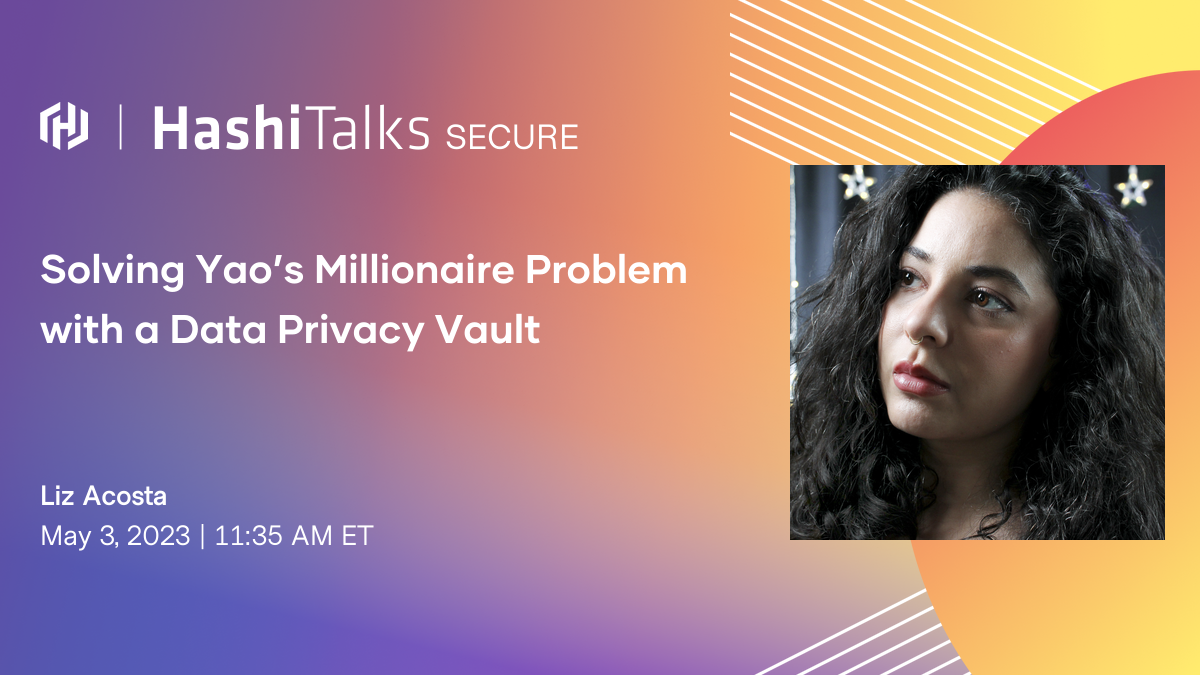 HashiTalks SECURE
Solving Yao's Millionaire Problem
with a Data Privacy Vault
Liz Acosta
May 3, 2023 | 11:35 AM ET